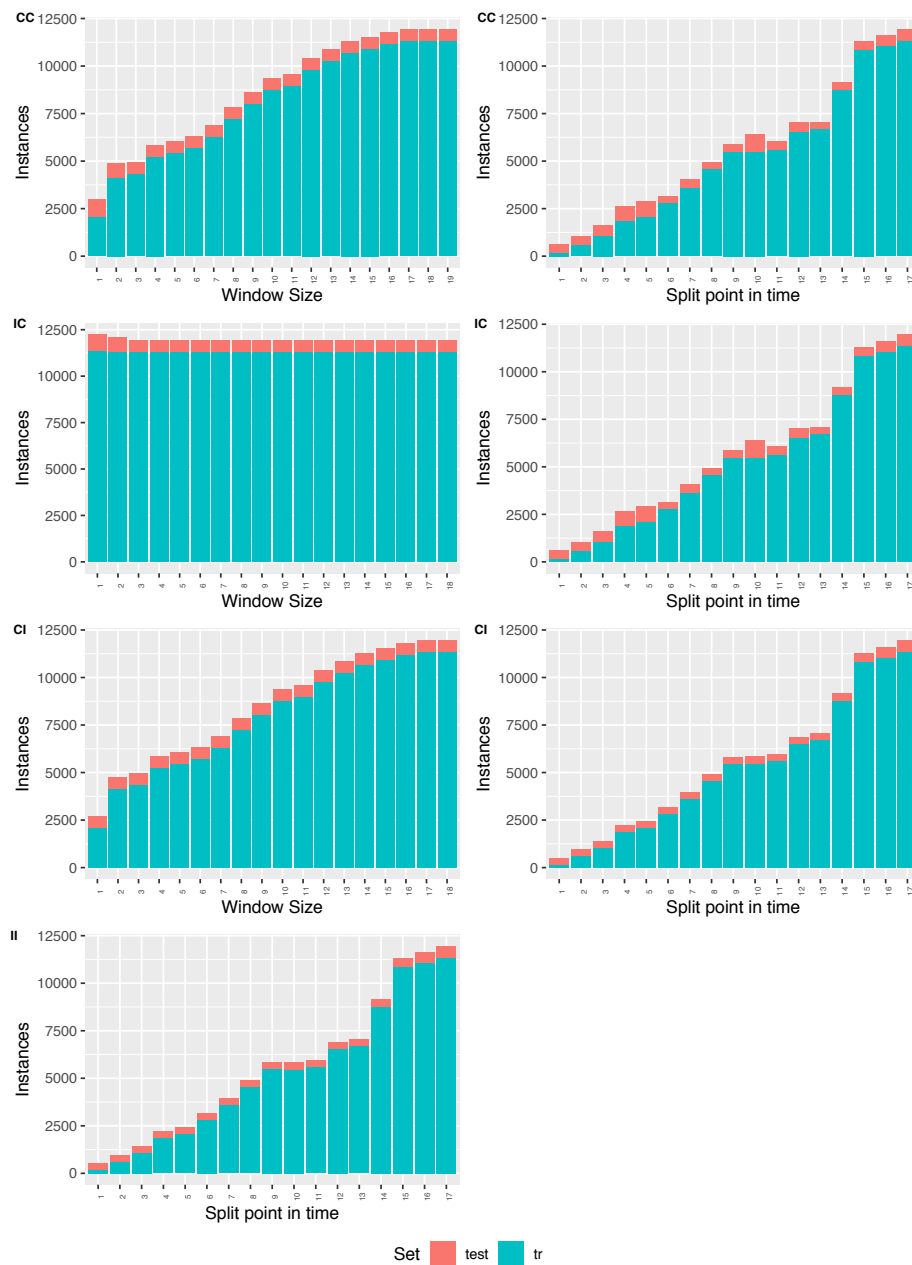 CC
12500
10000
7500
5000
2500
0
Instances
1 2 3 4 5 6 7 8 9 10 11 12 13 14 15 16 17 18 19
Window Size
CC
12500
10000
7500
5000
2500
0
Instances
1 2 3 4 5 6 7 8 9 10 11 12 13 14 15 16 17
Split point in time
IC
12500
10000
7500
5000
2500
0
Instances
1 2 3 4 5 6 7 8 9 10 11 12 13 14 15 16 17 18
Window Size
IC
12500
10000
7500
5000
2500
0
Instances
1 2 3 4 5 6 7 8 9 10 11 12 13 14 15 16 17
Split point in time
CI
12500
10000
7500
5000
2500
0
Instances
1 2 3 4 5 6 7 8 9 10 11 12 13 14 15 16 17 18
Window Size
CI
12500
10000
7500
5000
2500
0
Instances
1 2 3 4 5 6 7 8 9 10 11 12 13 14 15 16 17
Split point in time
II
12500
10000
7500
5000
2500
0
Instances
1 2 3 4 5 6 7 8 9 10 11 12 13 14 15 16 17
Split point in time
Set test tr